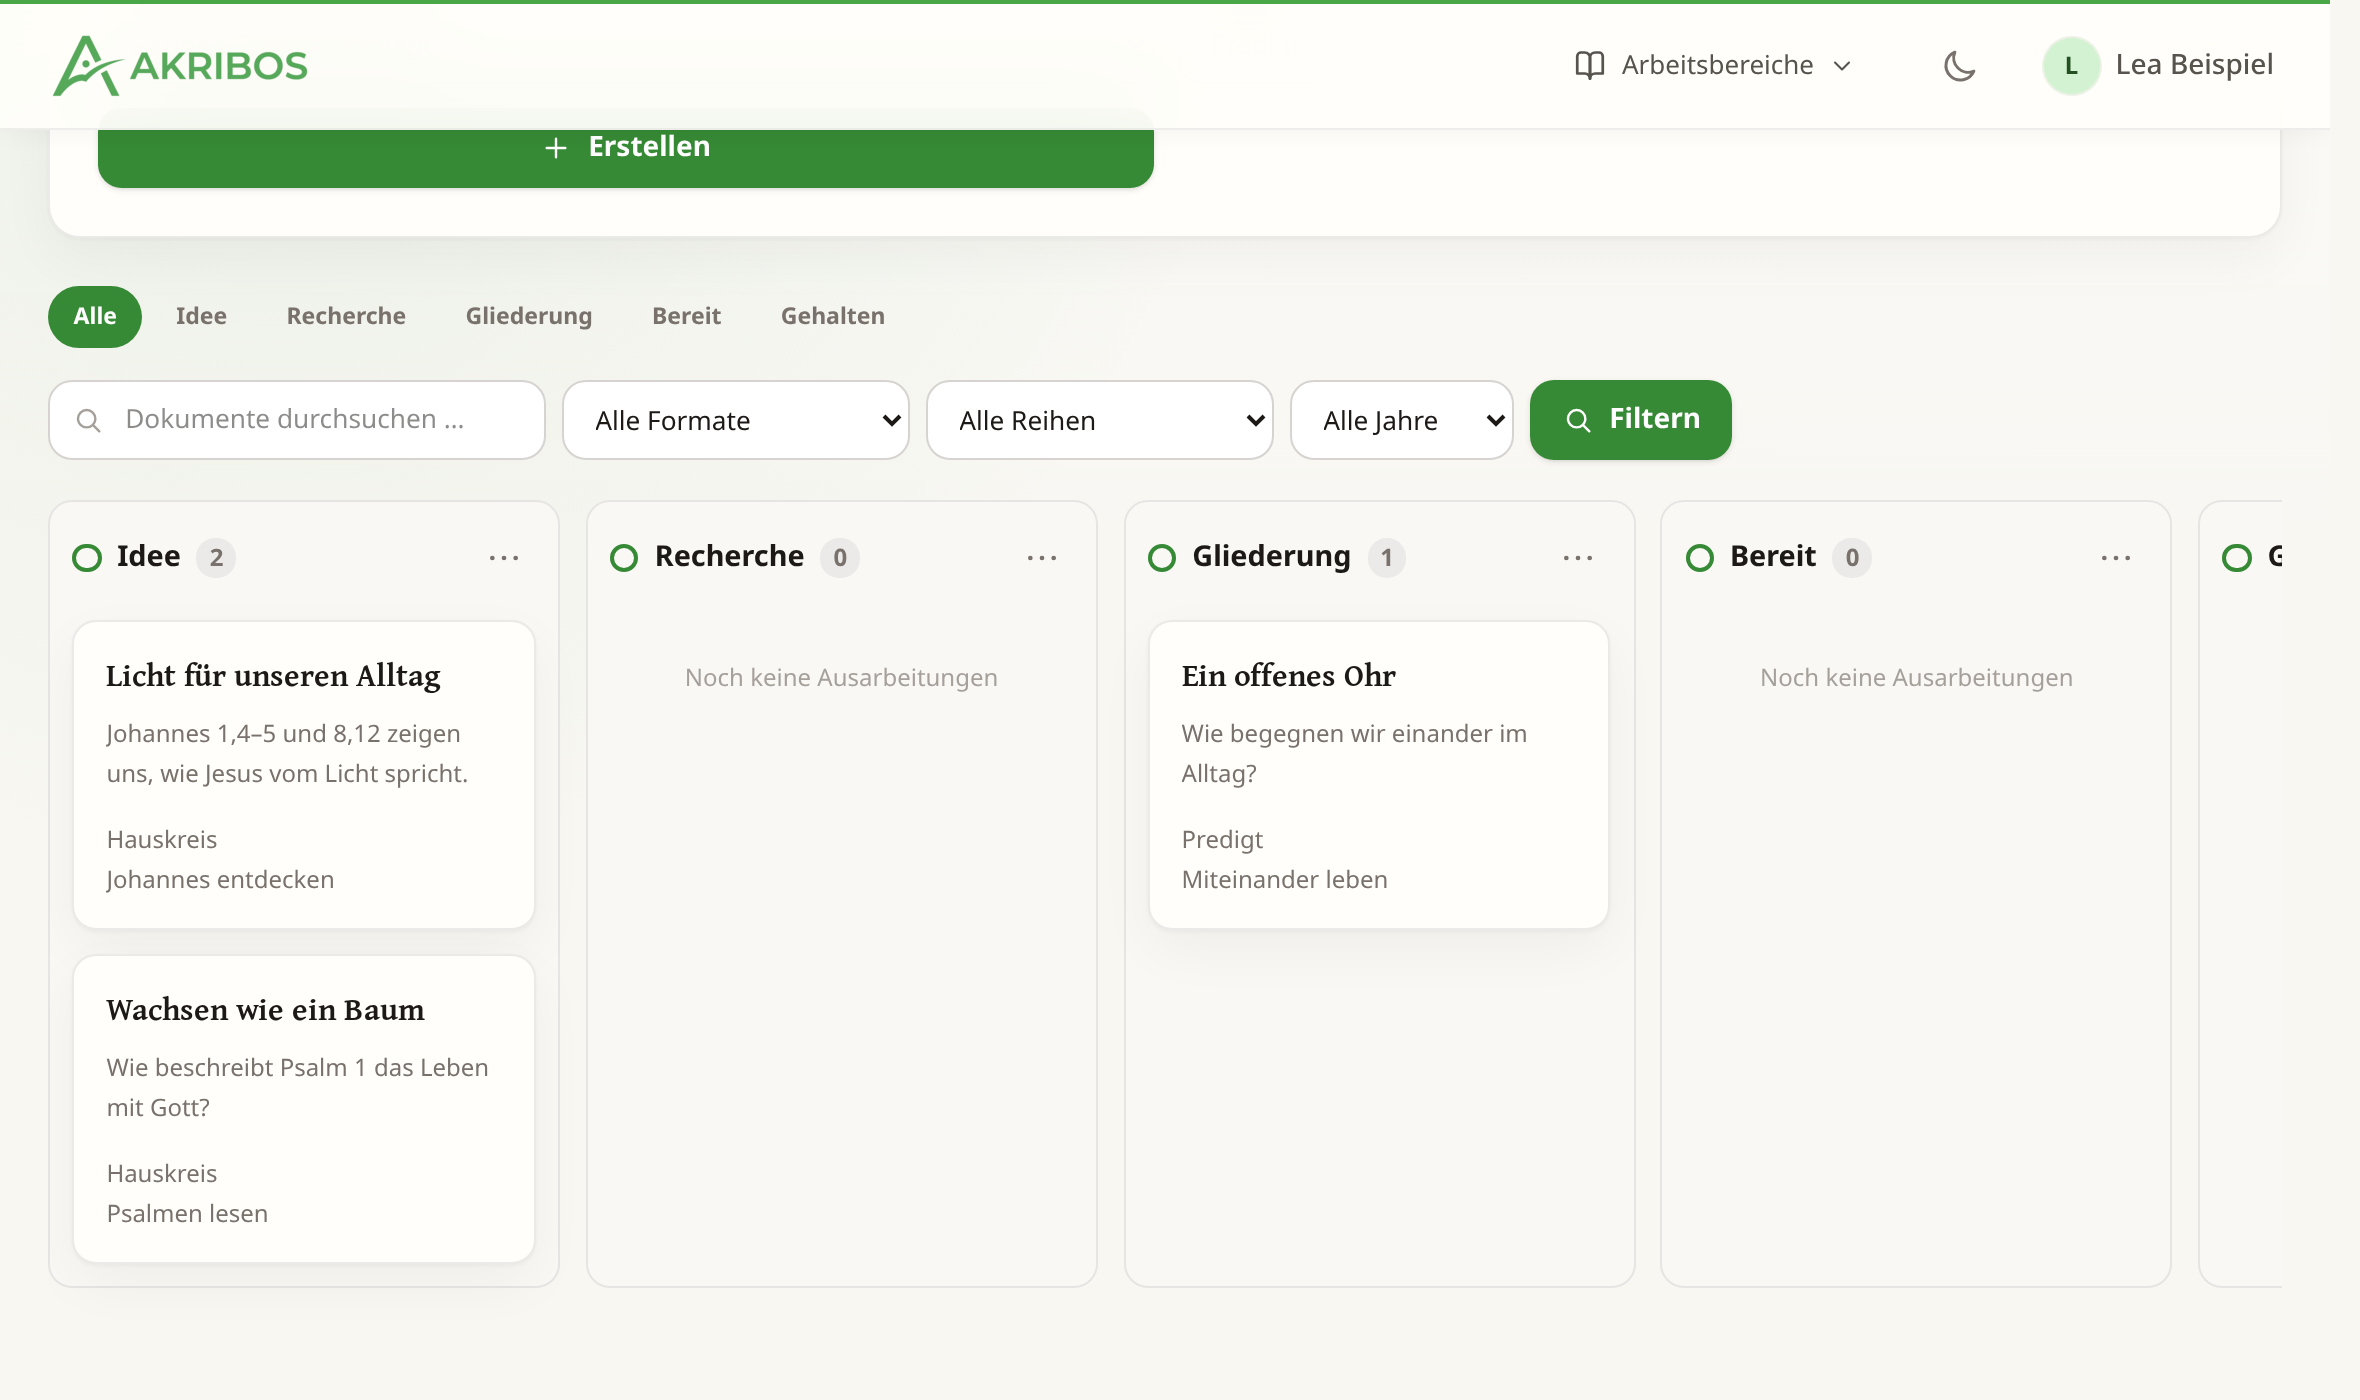 AKRIBOS
Arbeitsbereiche
L
Lea Beispiel
Erstellen
Alle
Idee
Recherche
Gliederung
Bereit
Gehalten
Dokumente durchsuchen ...
Alle Formate
Alle Reihen
Alle Jahre
Filtern
Idee 2
Licht für unseren Alltag
Johannes 1,4–5 und 8,12 zeigen
uns, wie Jesus vom Licht spricht.
Hauskreis
Johannes entdecken
Wachsen wie ein Baum
Wie beschreibt Psalm 1 das Leben
mit Gott?
Hauskreis
Psalmen lesen
Recherche 0
Noch keine Ausarbeitungen
Gliederung 1
Ein offenes Ohr
Wie begegnen wir einander im
Alltag?
Predigt
Miteinander leben
Bereit 0
Noch keine Ausarbeitungen